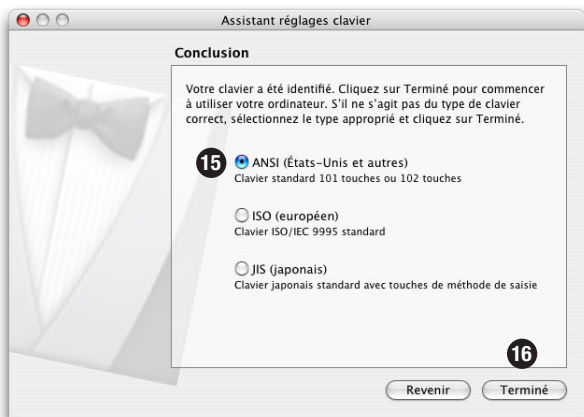 Assistant réglages clavier
Conclusion
Votre clavier a été identifié. Cliquez sur Terminé pour commencer
à utiliser votre ordinateur. S'il ne s'agit pas du type de clavier
correct, sélectionnez le type approprié et cliquez sur Terminé.
15 ANSI (États-Unis et autres)
Clavier standard 101 touches ou 102 touches
ISO (européen)
Clavier ISO/IEC 9995 standard
JIS (japonais)
Clavier japonais standard avec touches de méthode de saisie
16
Revenir Terminé